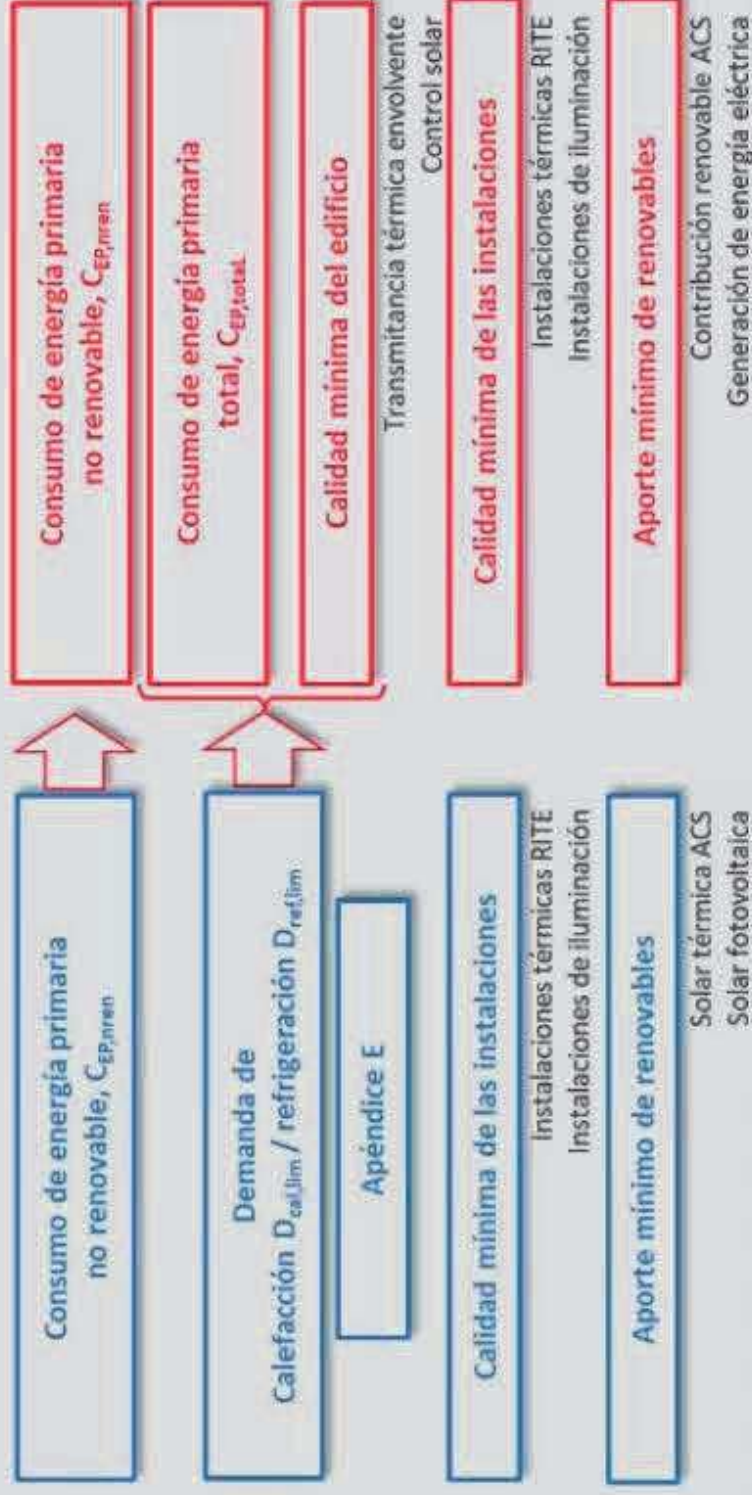 Consumo de energía primaria
no renovable, C_EP,nren
Demanda de
Calefacción D_cal,lim / refrigeración D_ref,lim
Apéndice E
Calidad mínima de las instalaciones
Instalaciones térmicas RITE
Instalaciones de iluminación
Aporte mínimo de renovables
Solar térmica ACS
Solar fotovoltaica
Consumo de energía primaria
no renovable, C_EP,nren
Consumo de energía primaria
total, C_EP,total
Calidad mínima del edificio
Transmitancia térmica envolvente
Control solar
Calidad mínima de las instalaciones
Instalaciones térmicas RITE
Instalaciones de iluminación
Aporte mínimo de renovables
Contribución renovable ACS
Generación de energía eléctrica